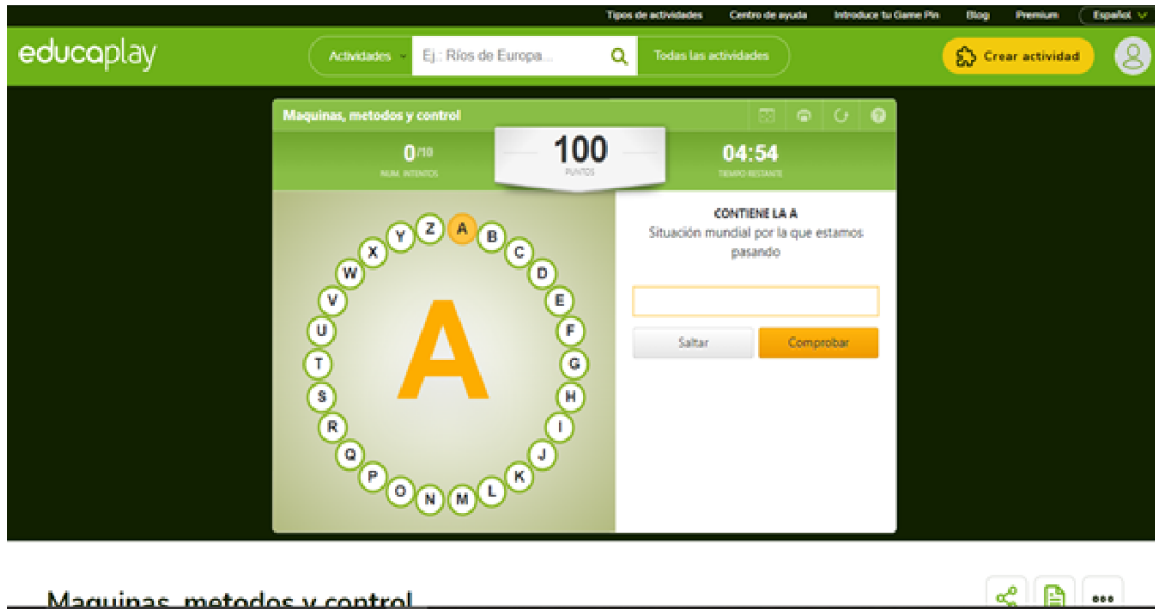 Tipos de actividades Centro de ayuda Introduce tu Game Pin Blog Premium Español
educaplay Actividades Ej.: Ríos de Europa... Todas las actividades Crear actividad
Maquinas, metodos y control
0/10 100 04:54
NUM. INTENTOS PUNTOS TIEMPO RESTANTE
CONTIENE LA A
Situación mundial por la que estamos
pasando
Saltar Comprobar
A
A B C D E F G H I J K L M N O P Q R S T U V W X Y Z
Maquinas, metodos y control